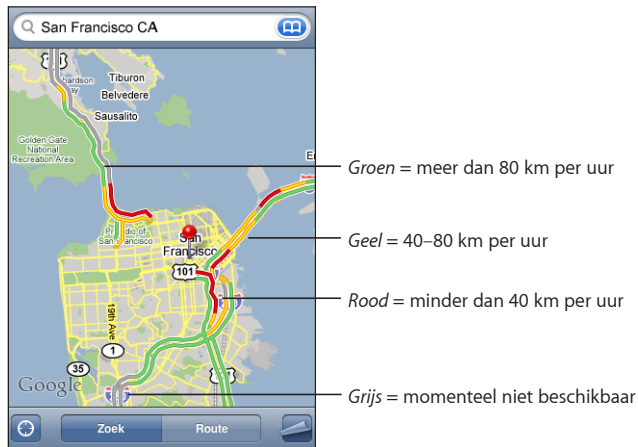 San Francisco CA
Tiburon
Belvedere
Sausalito
Golden Gate
National
Recreation Area
San Francisco
San
Francisco
101
19th Ave
1
35
Google
Zoek
Route
Groen = meer dan 80 km per uur
Geel = 40–80 km per uur
Rood = minder dan 40 km per uur
Grijs = momenteel niet beschikbaar